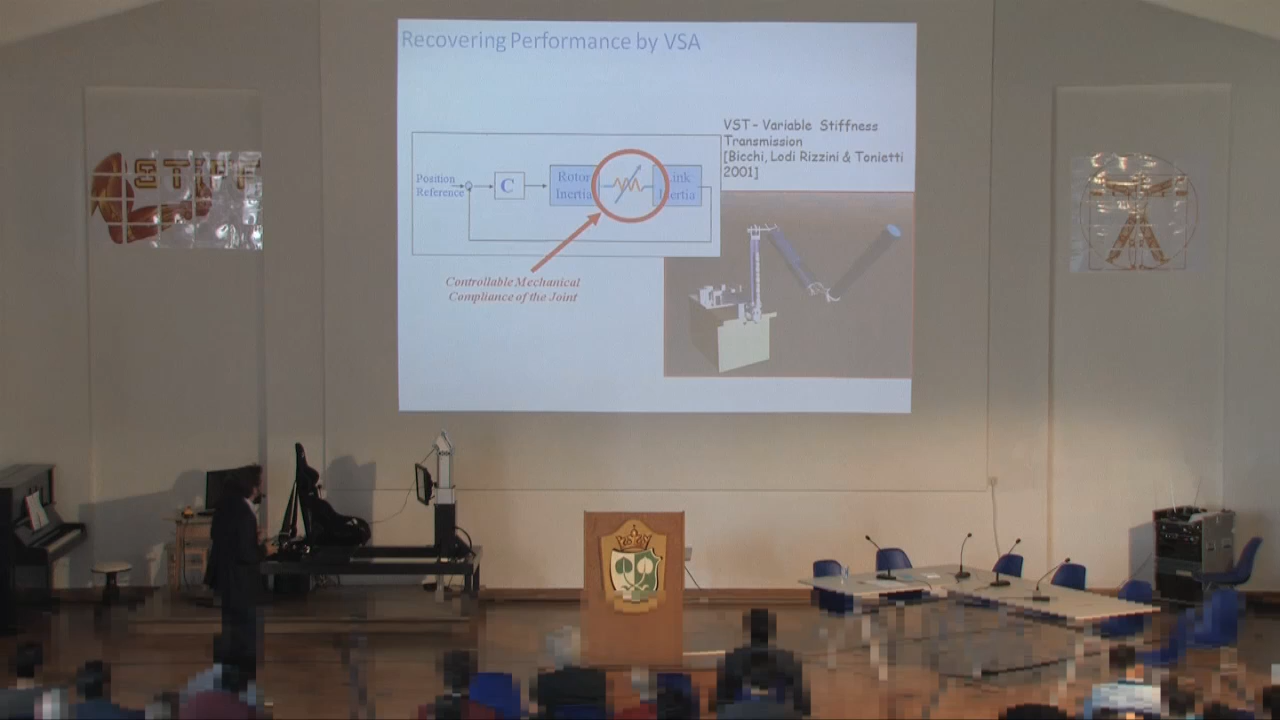 Recovering Performance by VSA
VST - Variable Stiffness
Transmission
[Bicchi, Lodi Rizzini & Tonietti
2001]
Position
Reference
C
Rotor
Inertia
Link
Inertia
Controllable Mechanical
Compliance of the Joint